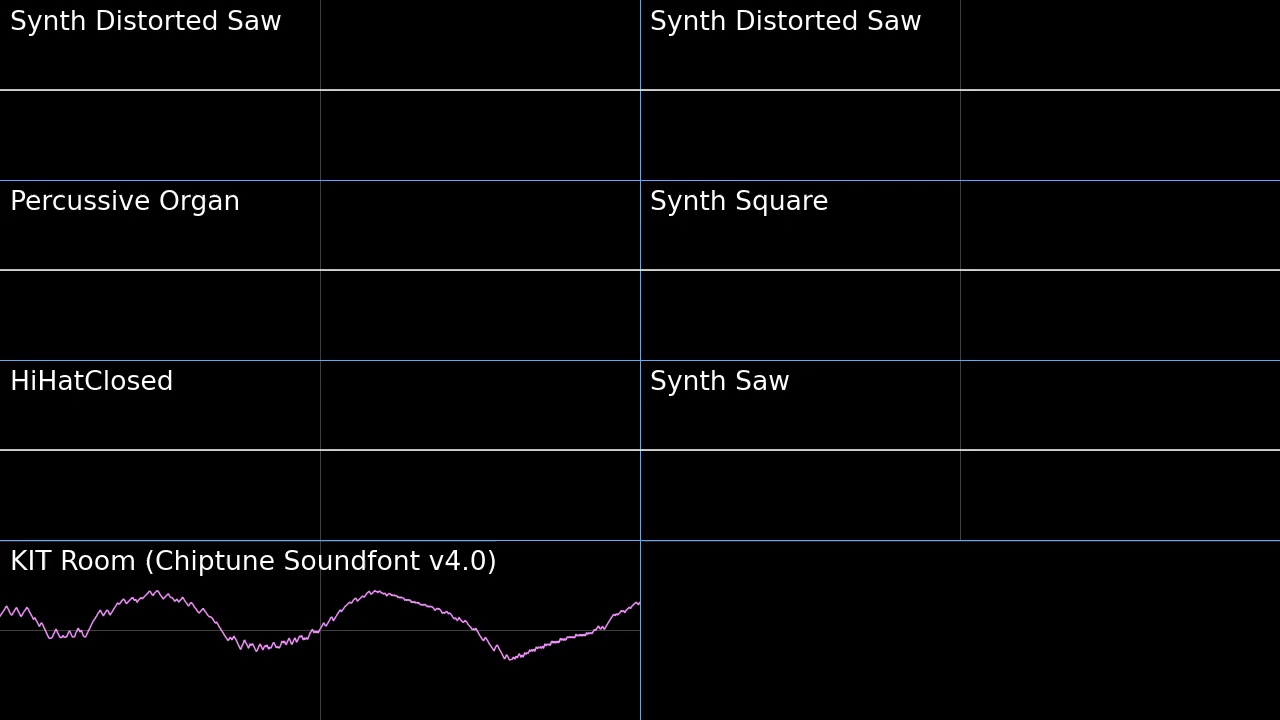 Synth Distorted Saw
Synth Distorted Saw
Percussive Organ
Synth Square
HiHatClosed
Synth Saw
KIT Room (Chiptune Soundfont v4.0)